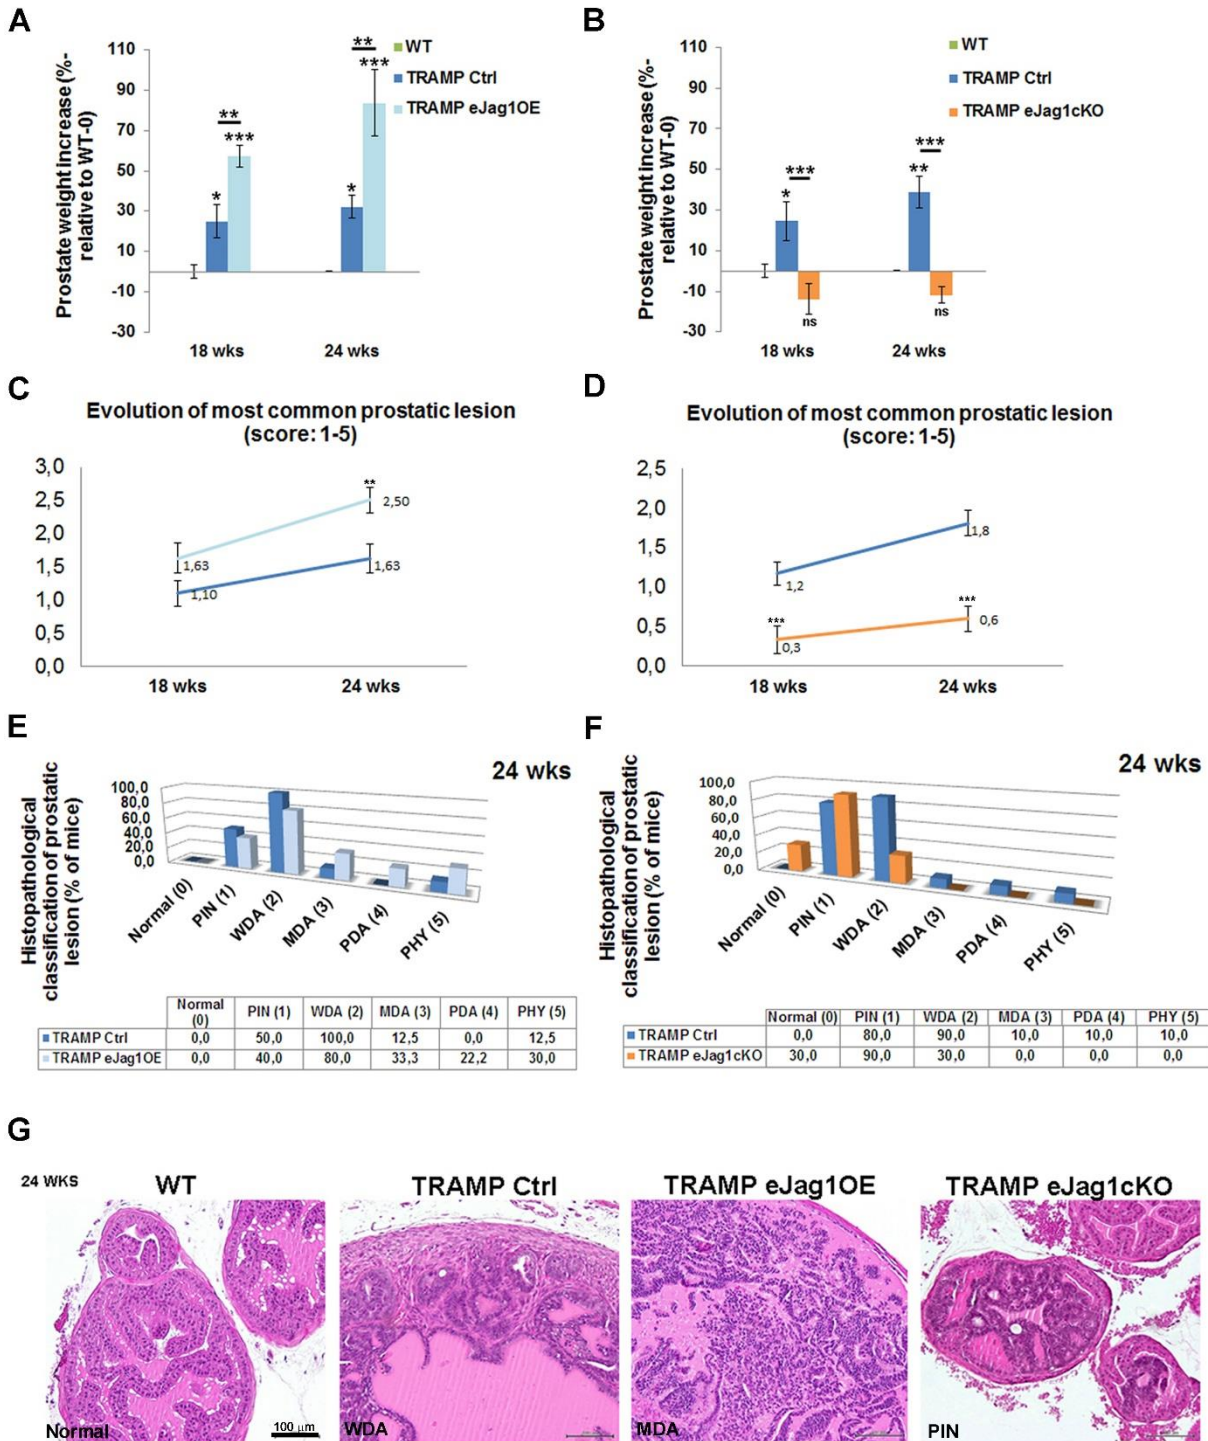 A
B
110
90
70
50
30
10
-10
-30
Prostate weight increase (%-
relative to WT-0)
WT
TRAMP Ctrl
TRAMP eJag1OE
*
**
***
*
**
***
18 wks
24 wks
110
90
70
50
30
10
-10
-30
Prostate weight increase (%-
relative to WT-0)
WT
TRAMP Ctrl
TRAMP eJag1cKO
***
*
ns
***
**
ns
18 wks
24 wks
C
D
Evolution of most common prostatic lesion
(score: 1-5)
3,0
2,5
2,0
1,5
1,0
0,5
0,0
**
2,50
1,63
1,63
1,10
18 wks
24 wks
Evolution of most common prostatic lesion
(score: 1-5)
2,5
2,0
1,5
1,0
0,5
0,0
1,8
1,2
***
0,6
***
0,3
18 wks
24 wks
E
F
24 wks
Histopathological
classification of prostatic
lesion (% of mice)
100,0
80,0
60,0
40,0
20,0
0,0
Normal (0)
PIN (1)
WDA (2)
MDA (3)
PDA (4)
PHY (5)
Normal (0) PIN (1) WDA (2) MDA (3) PDA (4) PHY (5)
TRAMP Ctrl 0,0 50,0 100,0 12,5 0,0 12,5
TRAMP eJag1OE 0,0 40,0 80,0 33,3 22,2 30,0
24 wks
Histopathological
classification of prostatic
lesion (% of mice)
100,0
80,0
60,0
40,0
20,0
0,0
Normal (0)
PIN (1)
WDA (2)
MDA (3)
PDA (4)
PHY (5)
Normal (0) PIN (1) WDA (2) MDA (3) PDA (4) PHY (5)
TRAMP Ctrl 0,0 80,0 90,0 10,0 10,0 10,0
TRAMP eJag1cKO 30,0 90,0 30,0 0,0 0,0 0,0
G
24 WKS
WT
TRAMP Ctrl
TRAMP eJag1OE
TRAMP eJag1cKO
Normal
100 µm
WDA
MDA
PIN